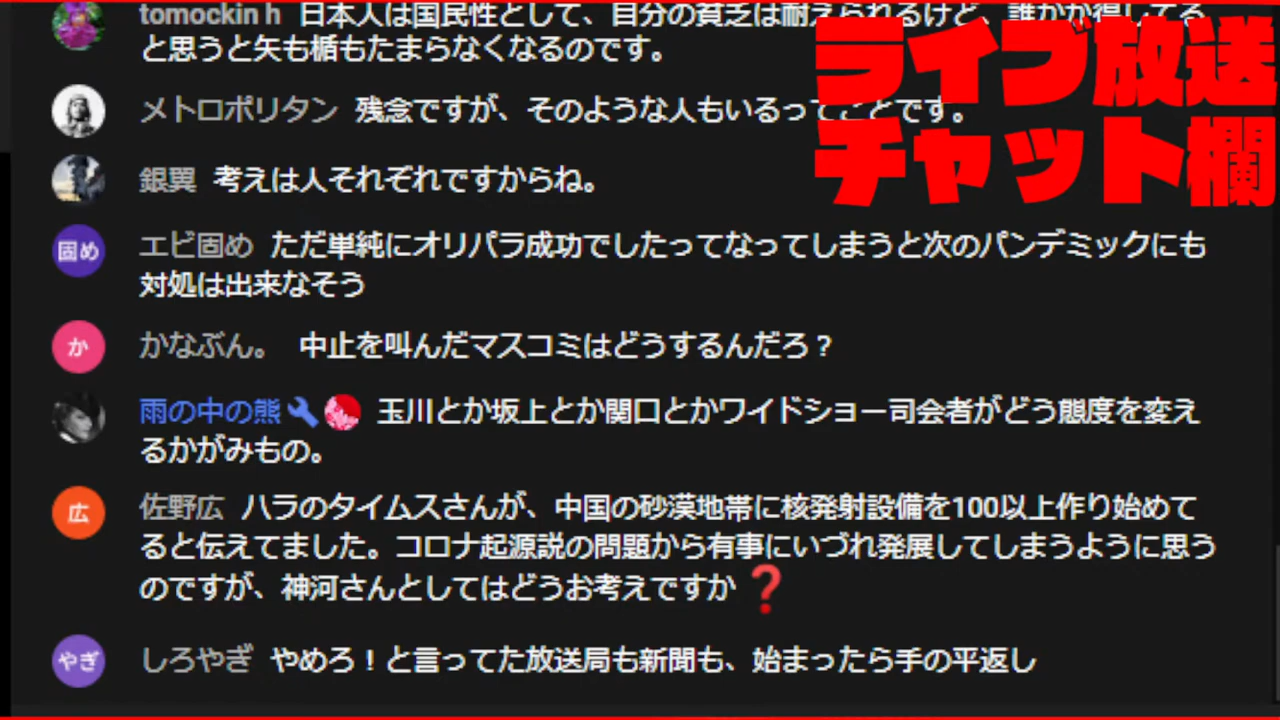 tomockin h 日本人は国民性として、自分の貧乏は耐えられるけど、誰かが得してる
と思うと矢も楯もたまらなくなるのです。
ライブ放送
チャット欄
メトロポリタン 残念ですが、そのような人もいるってことです。
銀翼 考えは人それぞれですからね。
固め
エビ固め ただ単純にオリパラ成功でしたってなってしまうと次のパンデミックにも
対処は出来なそう
か
かなぶん。 中止を叫んだマスコミはどうするんだろ？
雨の中の熊 玉川とか坂上とか関口とかワイドショー司会者がどう態度を変え
るかがみもの。
広
佐野広 ハラのタイムスさんが、中国の砂漠地帯に核発射設備を100以上作り始めて
ると伝えてました。コロナ起源説の問題から有事にいづれ発展してしまうように思う
のですが、神河さんとしてはどうお考えですか❓
やぎ
しろやぎ やめろ！と言ってた放送局も新聞も、始まったら手の平返し